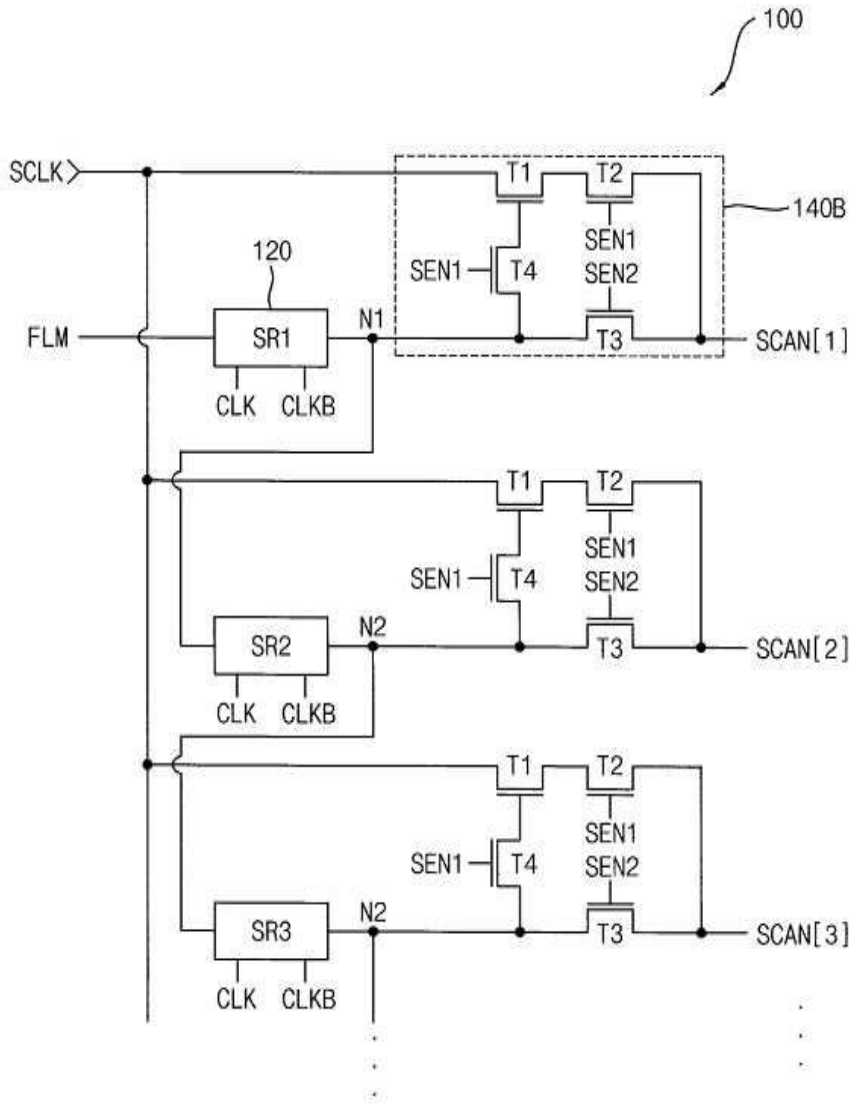 100
SCLK
T1 T2
140B
SEN1
SEN2
120
SEN1 T4
FLM SR1 N1 T3 SCAN[1]
CLK CLKB
T1 T2
SEN1
SEN2
SEN1 T4
SR2 N2 T3 SCAN[2]
CLK CLKB
T1 T2
SEN1
SEN2
SEN1 T4
SR3 N2 T3 SCAN[3]
CLK CLKB